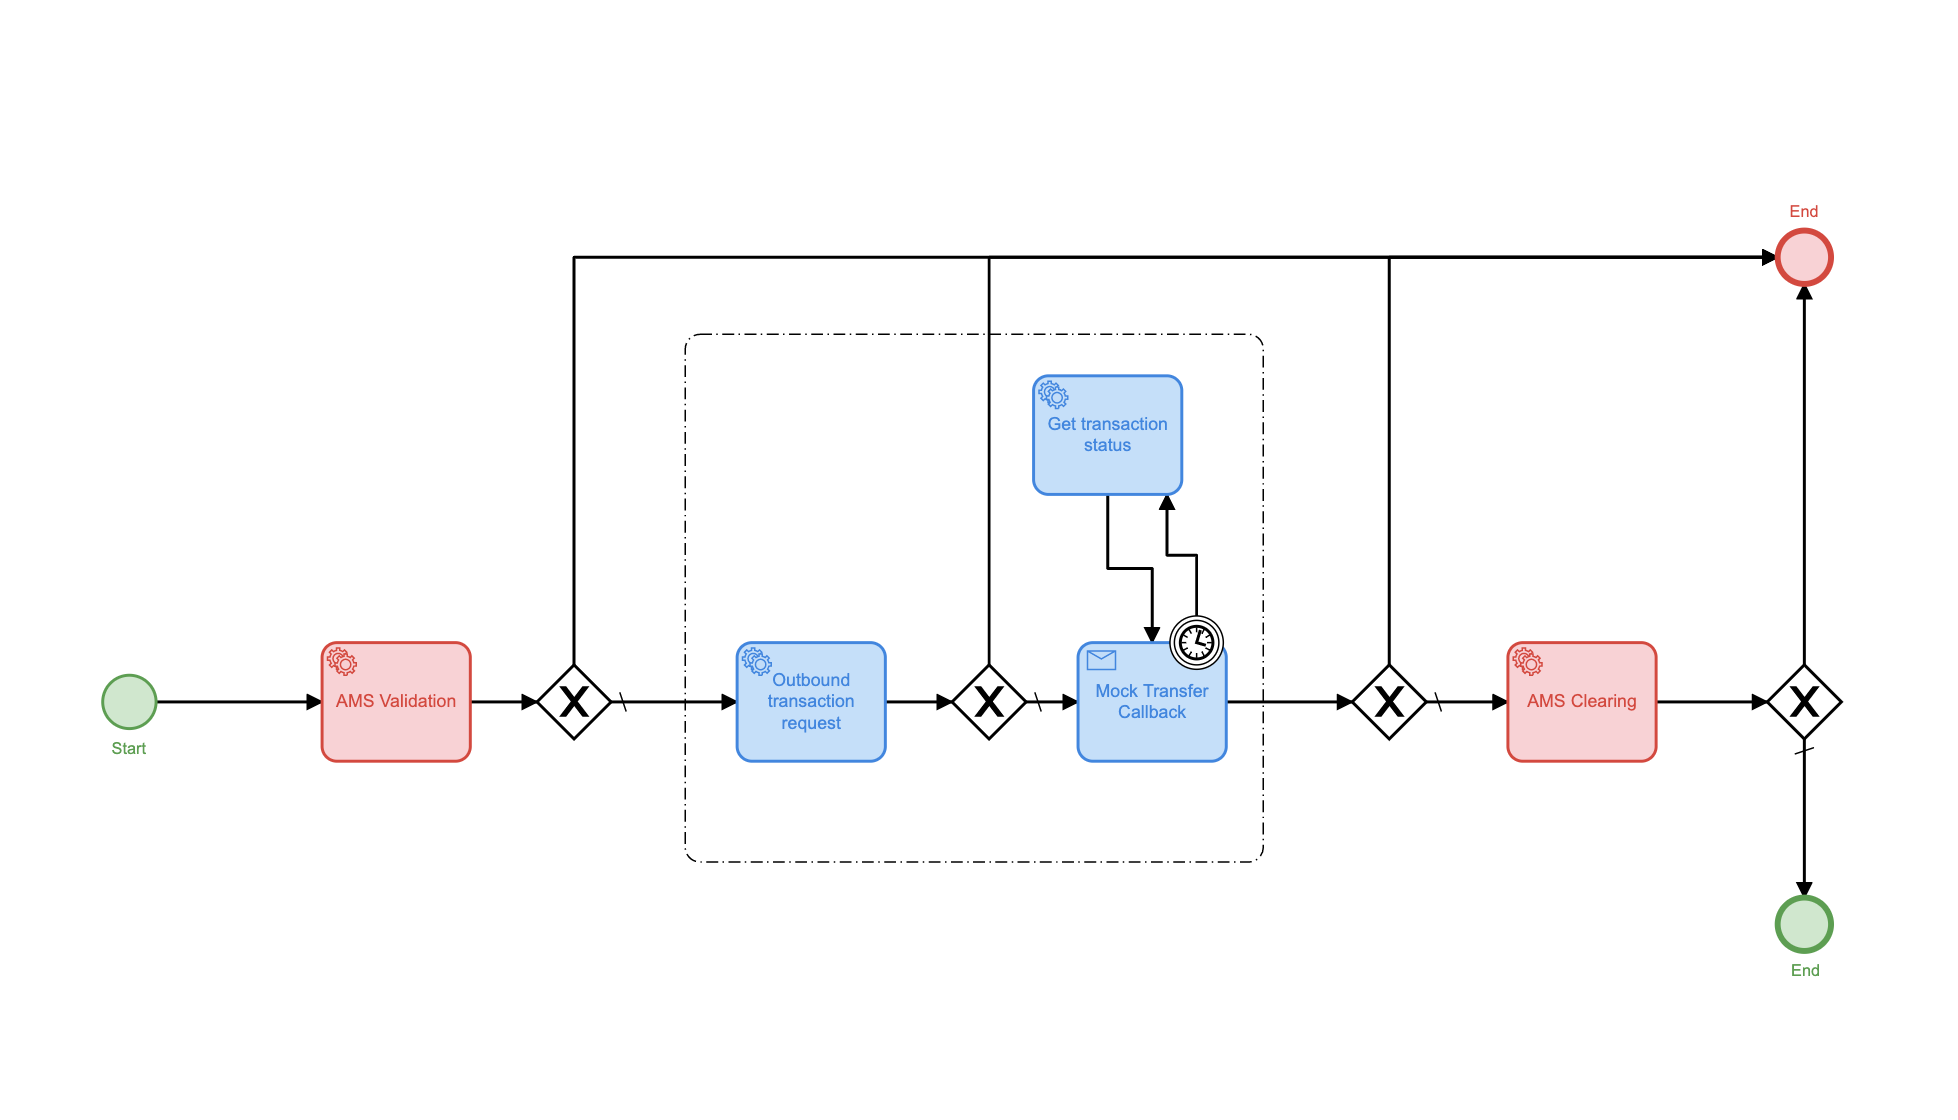 End
Get transaction
status
Start
AMS Validation
Outbound
transaction
request
Mock Transfer
Callback
AMS Clearing
End